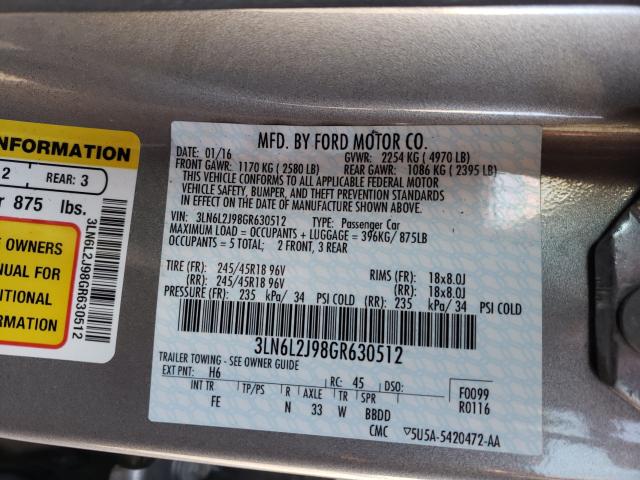 INFORMATION
2 REAR: 3
875 lbs.
3LN6L2J98GR630512
OWNERS
FOR
INFORMATION
MFD. BY FORD MOTOR CO.
DATE: 01/16 GVWR: 2254 KG ( 4970 LB)
FRONT GAWR: 1170 KG ( 2580 LB) REAR GAWR: 1086 KG ( 2395 LB)
THIS VEHICLE CONFORMS TO ALL APPLICABLE FEDERAL MOTOR
VEHICLE SAFETY, BUMPER, AND THEFT PREVENTION STANDARDS
IN EFFECT ON THE DATE OF MANUFACTURE SHOWN ABOVE.
VIN: 3LN6L2J98GR630512 TYPE: Passenger Car
MAXIMUM LOAD = OCCUPANTS + LUGGAGE = 396KG/ 875LB
OCCUPANTS = 5 TOTAL; 2 FRONT, 3 REAR
TIRE (FR): 245/45R18 96V RIMS (FR): 18x8.0J
(RR): 245/45R18 96V (RR): 18x8.0J
PRESSURE (FR): 235 kPa/ 34 PSI COLD (RR): 235 kPa/ 34 PSI COLD
3LN6L2J98GR630512
TRAILER TOWING - SEE OWNER GUIDE
EXT PNT: H6 RC: 45 DSO: F0099
INT TR TP/PS R AXLE TR SPR R0116
FE N 33 W BBDD
CMC ▽5U5A-5420472-AA